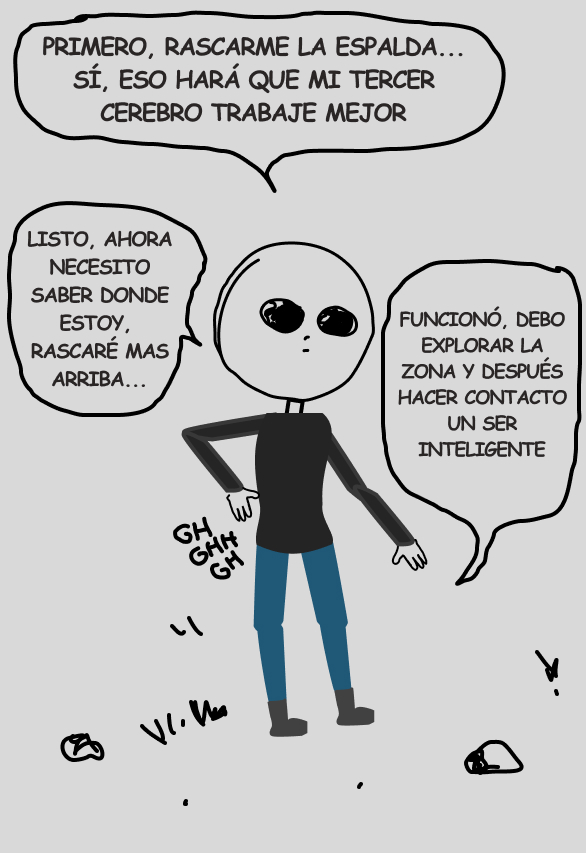 PRIMERO, RASCARME LA ESPALDA...
SÍ, ESO HARÁ QUE MI TERCER
CEREBRO TRABAJE MEJOR
LISTO, AHORA
NECESITO
SABER DONDE
ESTOY,
RASCARÉ MAS
ARRIBA...
FUNCIONÓ, DEBO
EXPLORAR LA
ZONA Y DESPUÉS
HACER CONTACTO
UN SER
INTELIGENTE
GH
GHH
GH